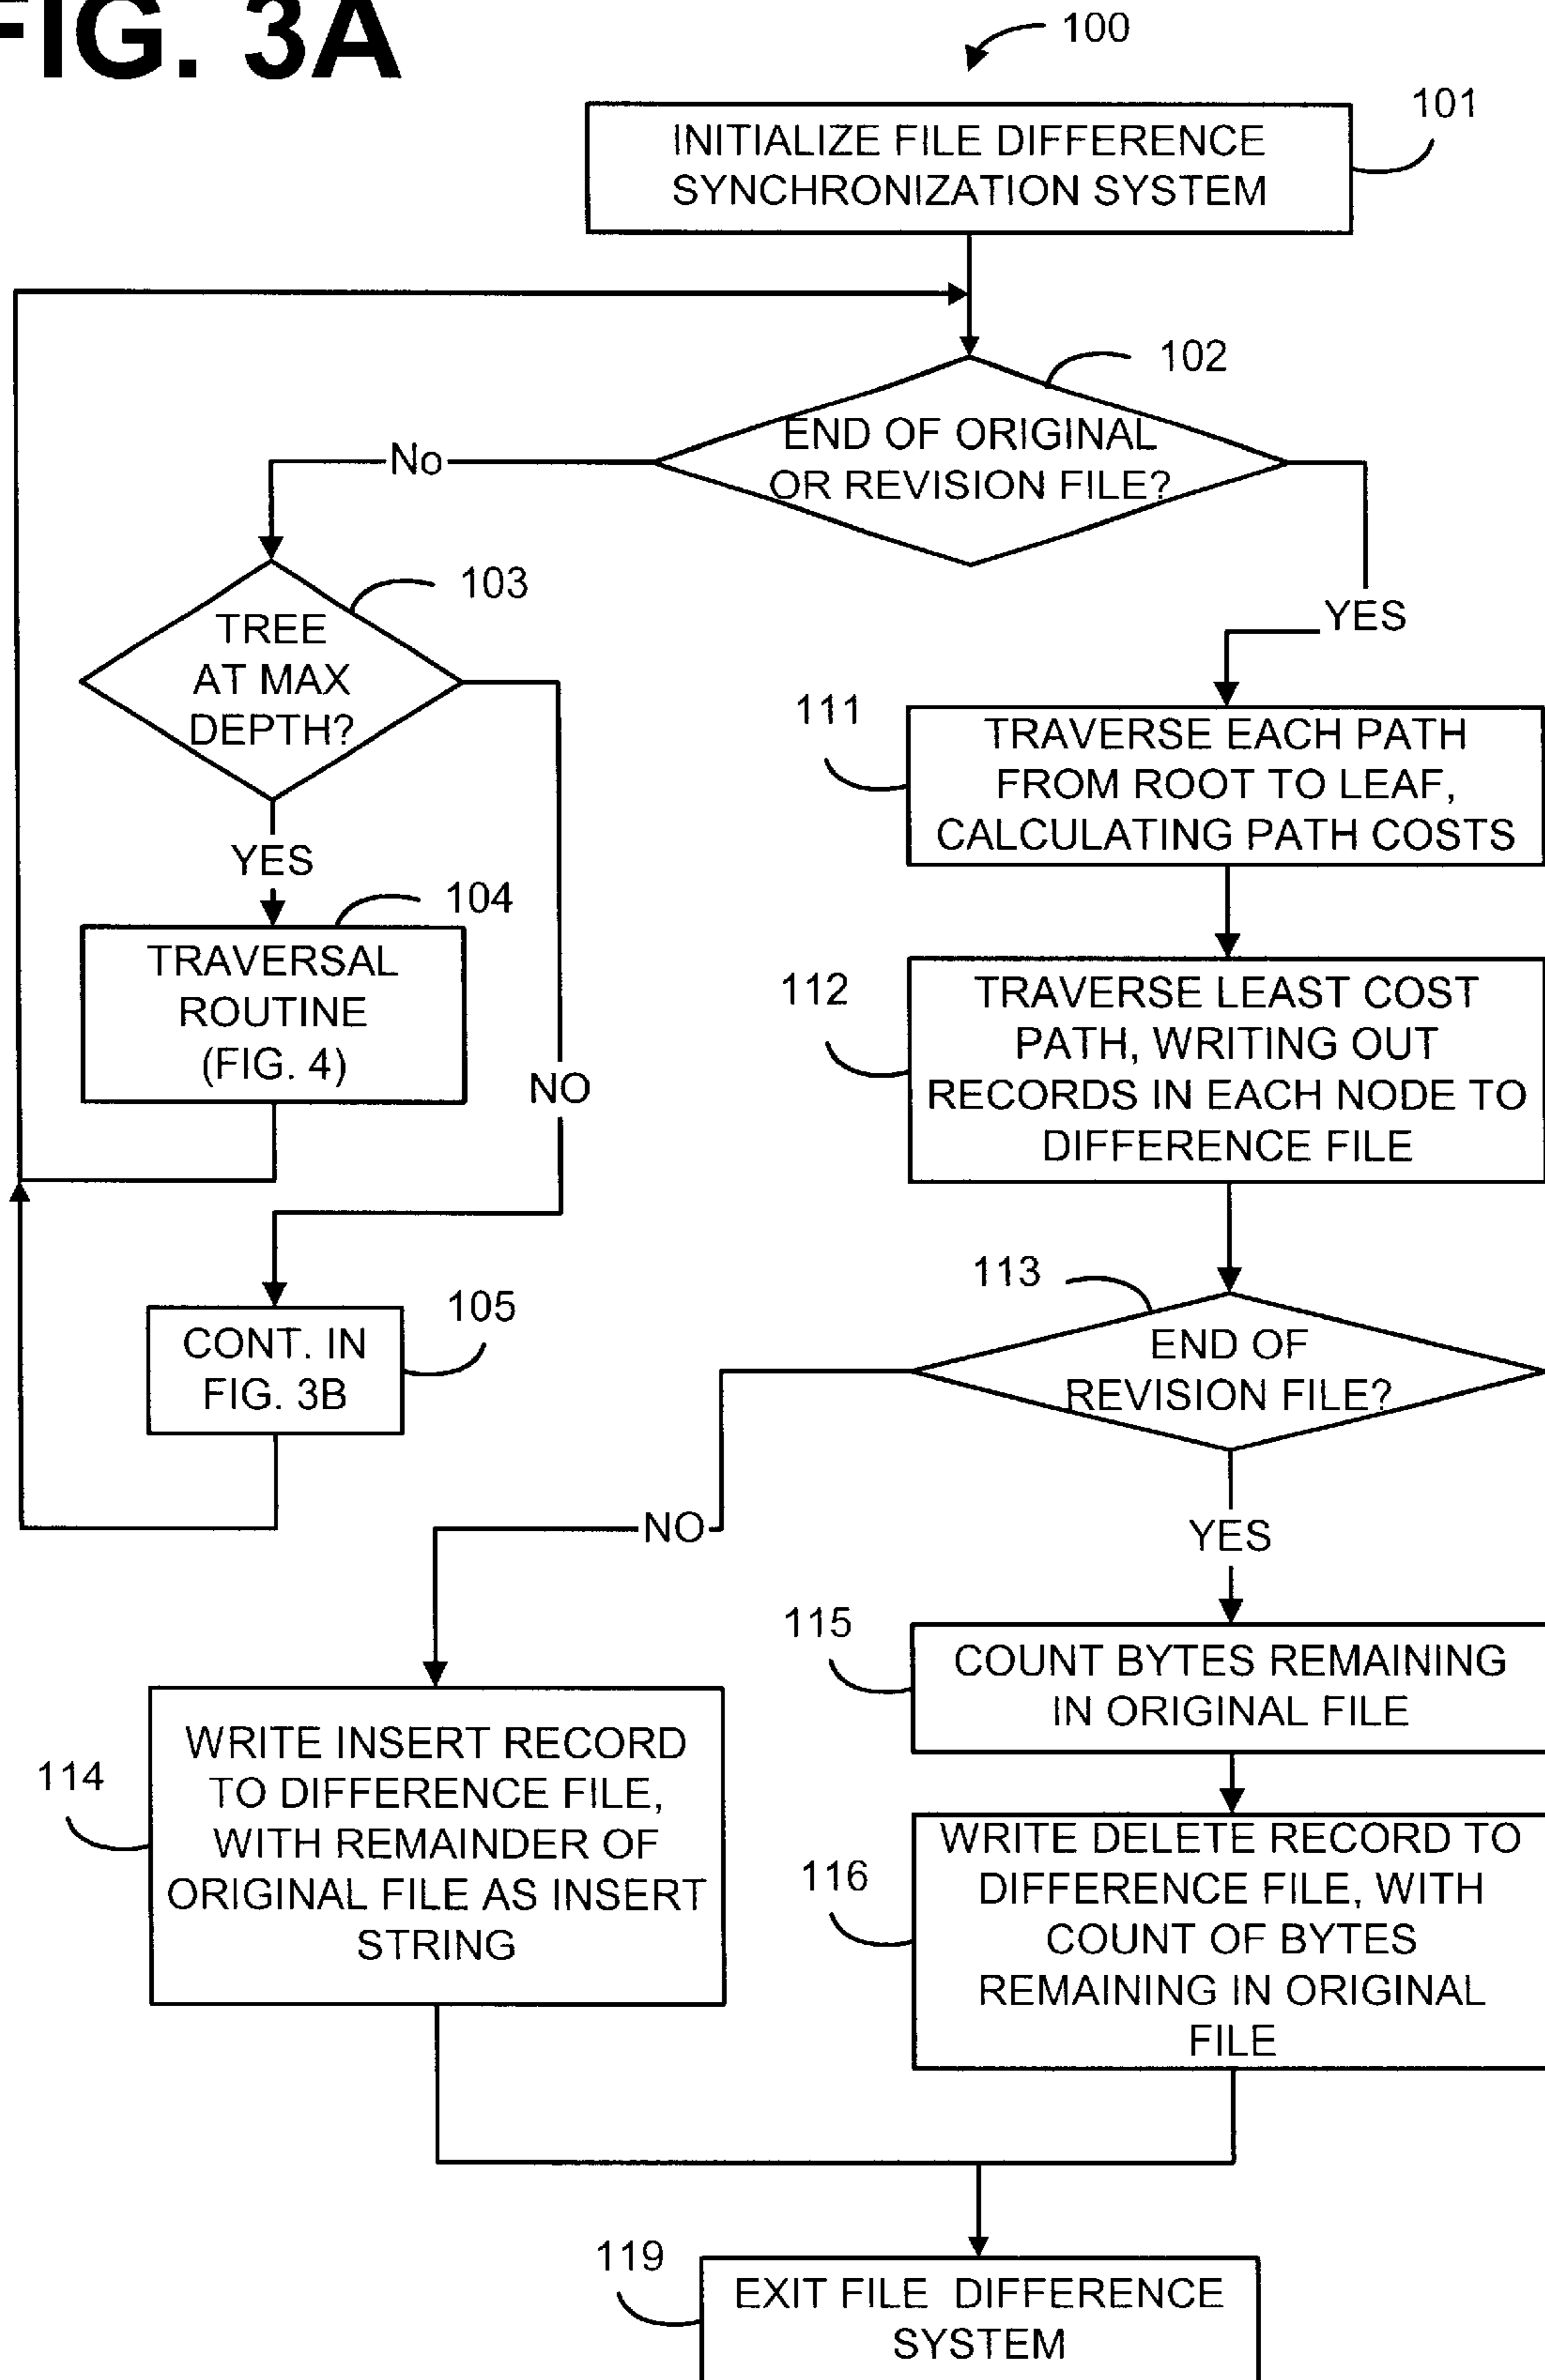 FIG. 3A
100
101
INITIALIZE FILE DIFFERENCE
SYNCHRONIZATION SYSTEM
102
END OF ORIGINAL
OR REVISION FILE?
No
YES
103
TREE
AT MAX
DEPTH?
YES
NO
104
TRAVERSAL
ROUTINE
(FIG. 4)
105
CONT. IN
FIG. 3B
111
TRAVERSE EACH PATH
FROM ROOT TO LEAF,
CALCULATING PATH COSTS
112
TRAVERSE LEAST COST
PATH, WRITING OUT
RECORDS IN EACH NODE TO
DIFFERENCE FILE
113
END OF
REVISION FILE?
NO
YES
114
WRITE INSERT RECORD
TO DIFFERENCE FILE,
WITH REMAINDER OF
ORIGINAL FILE AS INSERT
STRING
115
COUNT BYTES REMAINING
IN ORIGINAL FILE
116
WRITE DELETE RECORD TO
DIFFERENCE FILE, WITH
COUNT OF BYTES
REMAINING IN ORIGINAL
FILE
119
EXIT FILE DIFFERENCE
SYSTEM